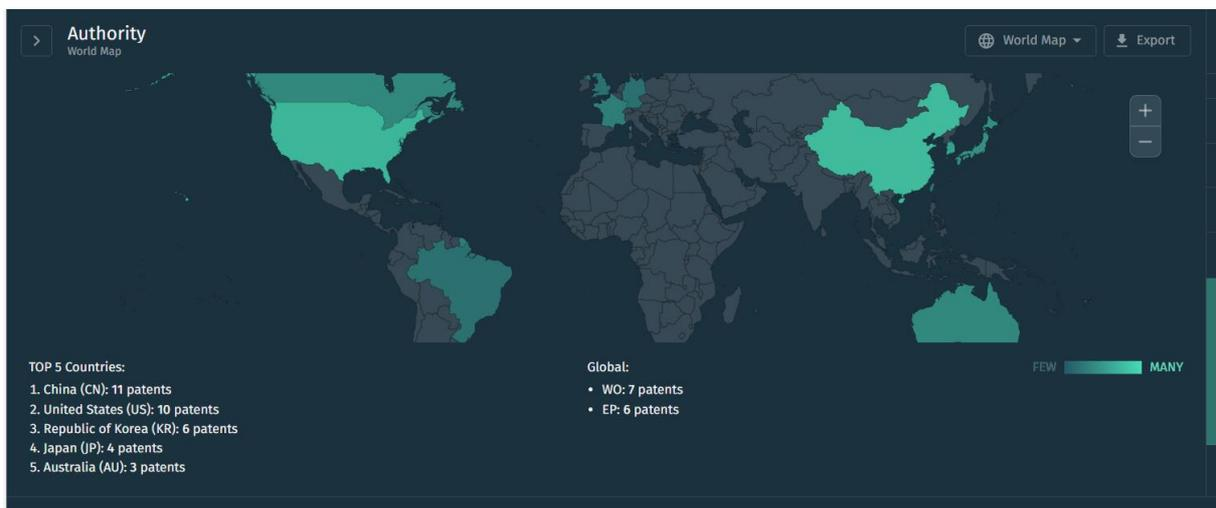 Authority
World Map
World Map
Export
+
−
TOP 5 Countries:
1. China (CN): 11 patents
2. United States (US): 10 patents
3. Republic of Korea (KR): 6 patents
4. Japan (JP): 4 patents
5. Australia (AU): 3 patents
Global:
• WO: 7 patents
• EP: 6 patents
FEW MANY